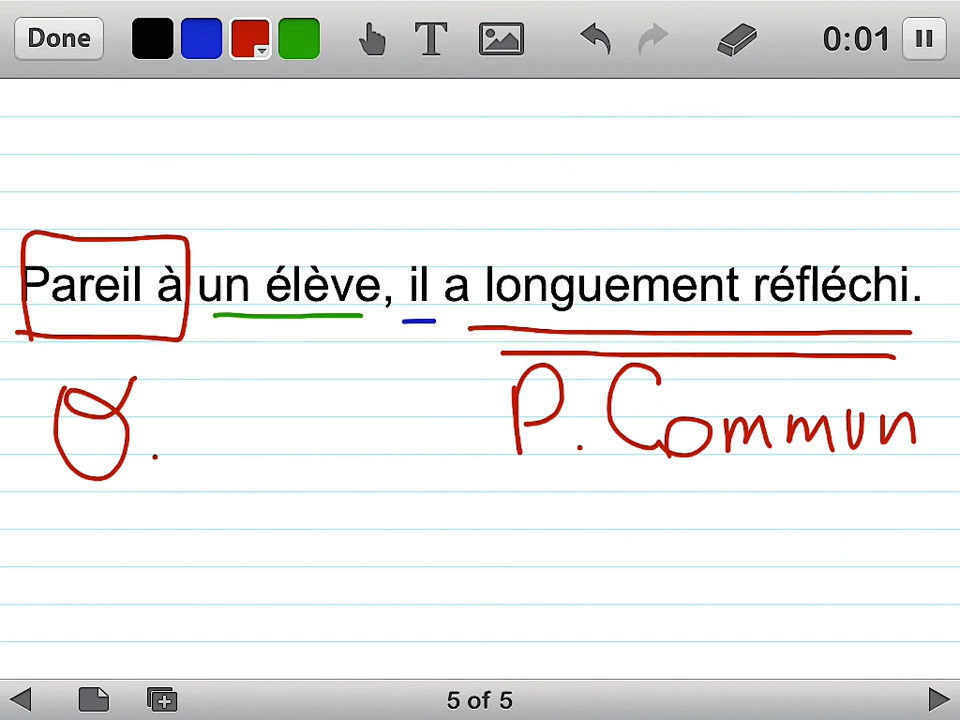 Done
0:01
Pareil à un élève, il a longuement réfléchi.
P. Commun
5 of 5